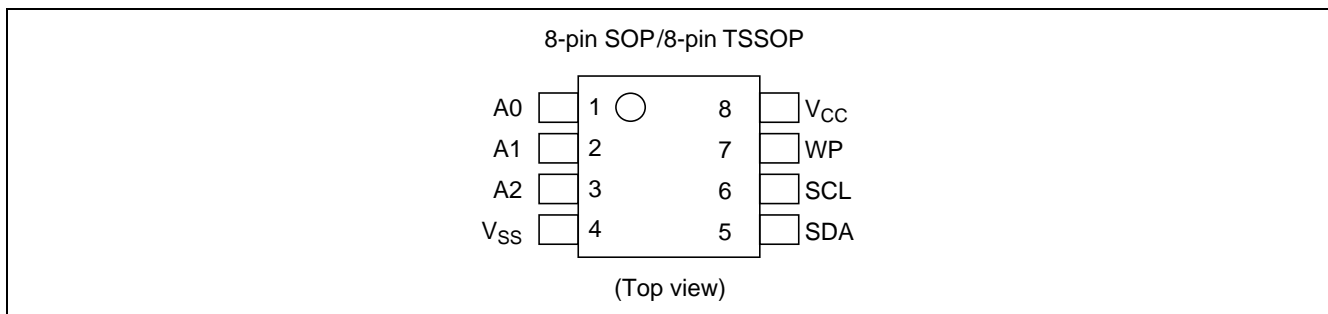 8-pin SOP/8-pin TSSOP
A0 1 8 VCC
A1 2 7 WP
A2 3 6 SCL
VSS 4 5 SDA
(Top view)